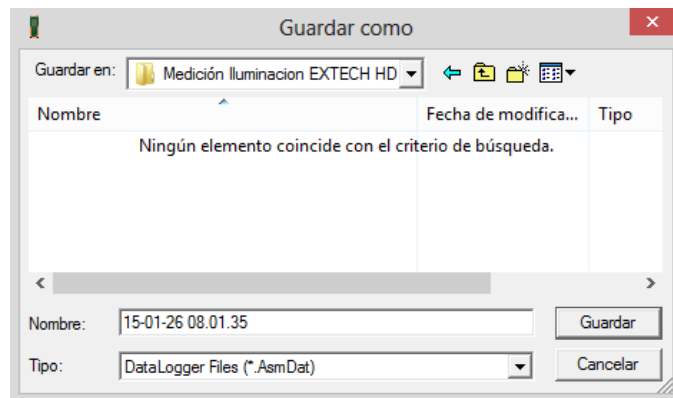 Guardar como
Guardar en: Medición Iluminacion EXTECH HD
Nombre Fecha de modifica... Tipo
Ningún elemento coincide con el criterio de búsqueda.
Nombre: 15-01-26 08.01.35 Guardar
Tipo: DataLogger Files (*.AsmDat) Cancelar